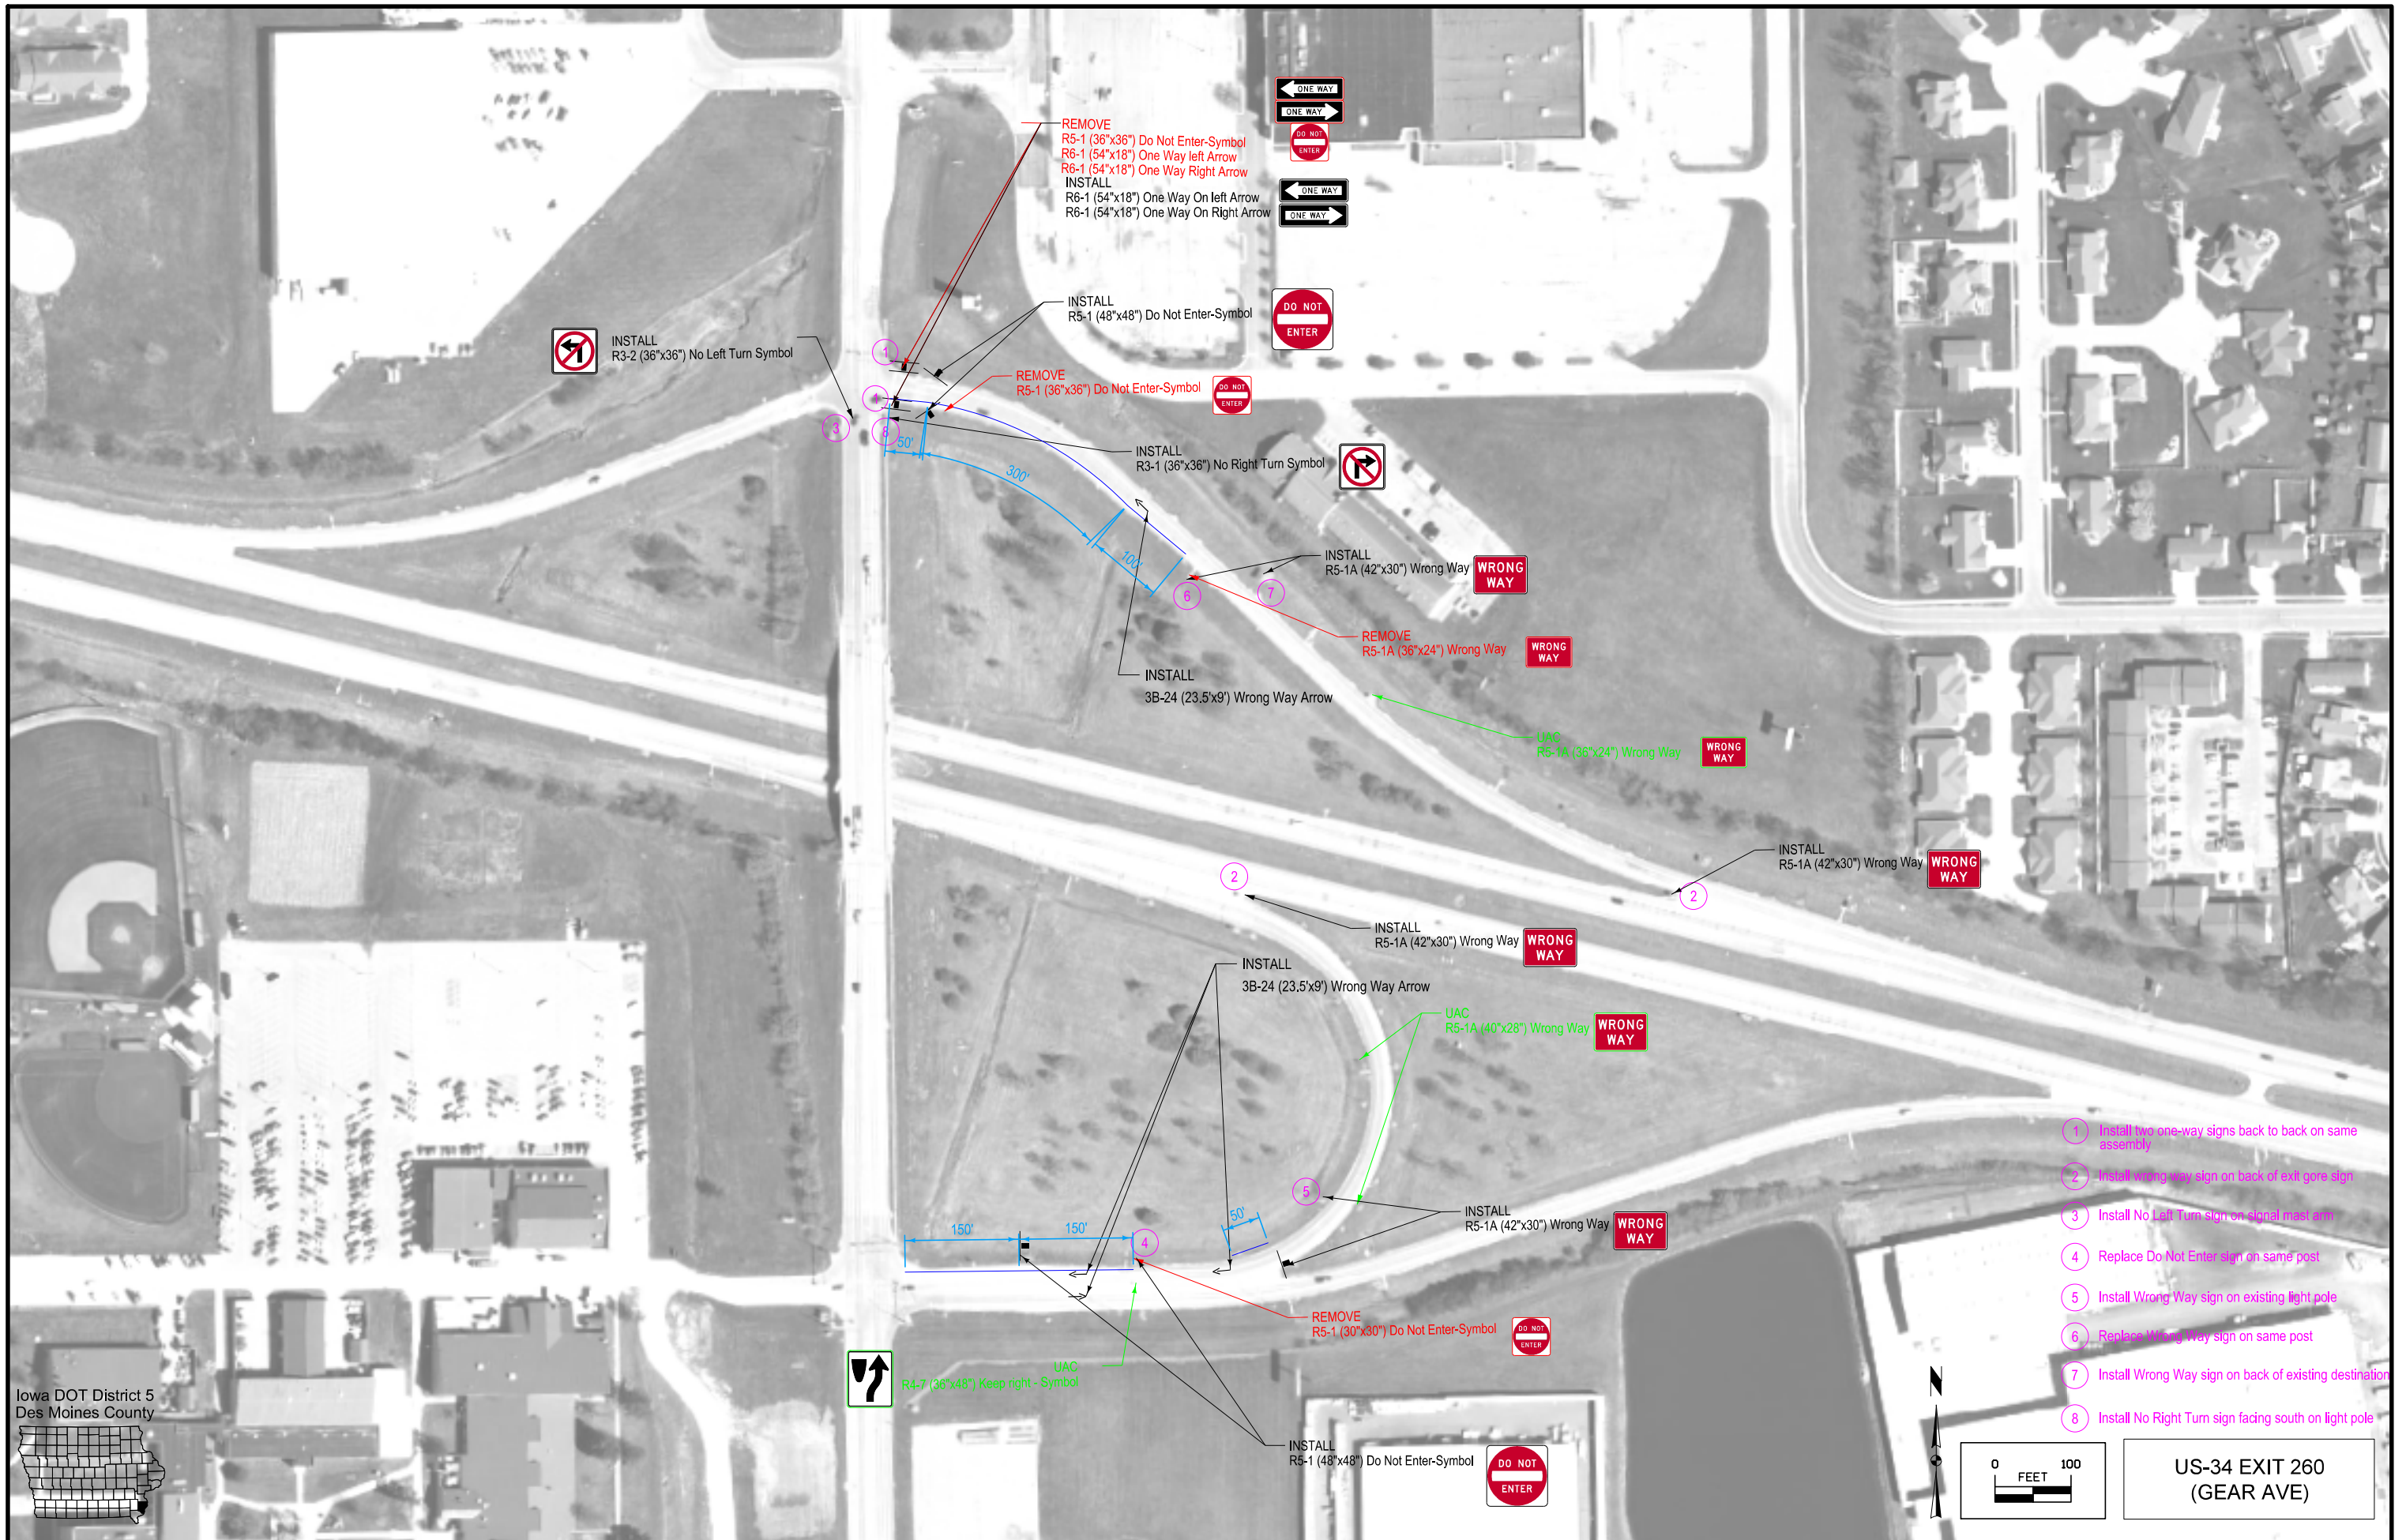 ONE WAY
ONE WAY
DO NOT
ENTER
REMOVE
R5-1 (36"x36") Do Not Enter-Symbol
R6-1 (54"x18") One Way left Arrow
R6-1 (54"x18") One Way Right Arrow
INSTALL
R6-1 (54"x18") One Way On left Arrow
R6-1 (54"x18") One Way On Right Arrow
ONE WAY
ONE WAY
INSTALL
R5-1 (48"x48") Do Not Enter-Symbol
DO NOT
ENTER
INSTALL
R3-2 (36"x36") No Left Turn Symbol
1
REMOVE
R5-1 (36"x36") Do Not Enter-Symbol
DO NOT
ENTER
1
3
8
50'
300'
100'
INSTALL
R3-1 (36"x36") No Right Turn Symbol
INSTALL
R5-1A (42"x30") Wrong Way
WRONG
WAY
6
7
REMOVE
R5-1A (36"x24") Wrong Way
WRONG
WAY
INSTALL
3B-24 (23.5'x9') Wrong Way Arrow
UAC
R5-1A (36"x24") Wrong Way
WRONG
WAY
INSTALL
R5-1A (42"x30") Wrong Way
WRONG
WAY
2
2
INSTALL
R5-1A (42"x30") Wrong Way
WRONG
WAY
INSTALL
3B-24 (23.5'x9') Wrong Way Arrow
UAC
R5-1A (40"x28") Wrong Way
WRONG
WAY
5
INSTALL
R5-1A (42"x30") Wrong Way
WRONG
WAY
150'
150'
4
50'
REMOVE
R5-1 (30"x30") Do Not Enter-Symbol
DO NOT
ENTER
UAC
R4-7 (36"x48") Keep right - Symbol
INSTALL
R5-1 (48"x48") Do Not Enter-Symbol
DO NOT
ENTER
1 Install two one-way signs back to back on same
assembly
2 Install wrong way sign on back of exit gore sign
3 Install No Left Turn sign on signal mast arm
4 Replace Do Not Enter sign on same post
5 Install Wrong Way sign on existing light pole
6 Replace Wrong Way sign on same post
7 Install Wrong Way sign on back of existing destination
8 Install No Right Turn sign facing south on light pole
Iowa DOT District 5
Des Moines County
N
0 100
FEET
US-34 EXIT 260
(GEAR AVE)